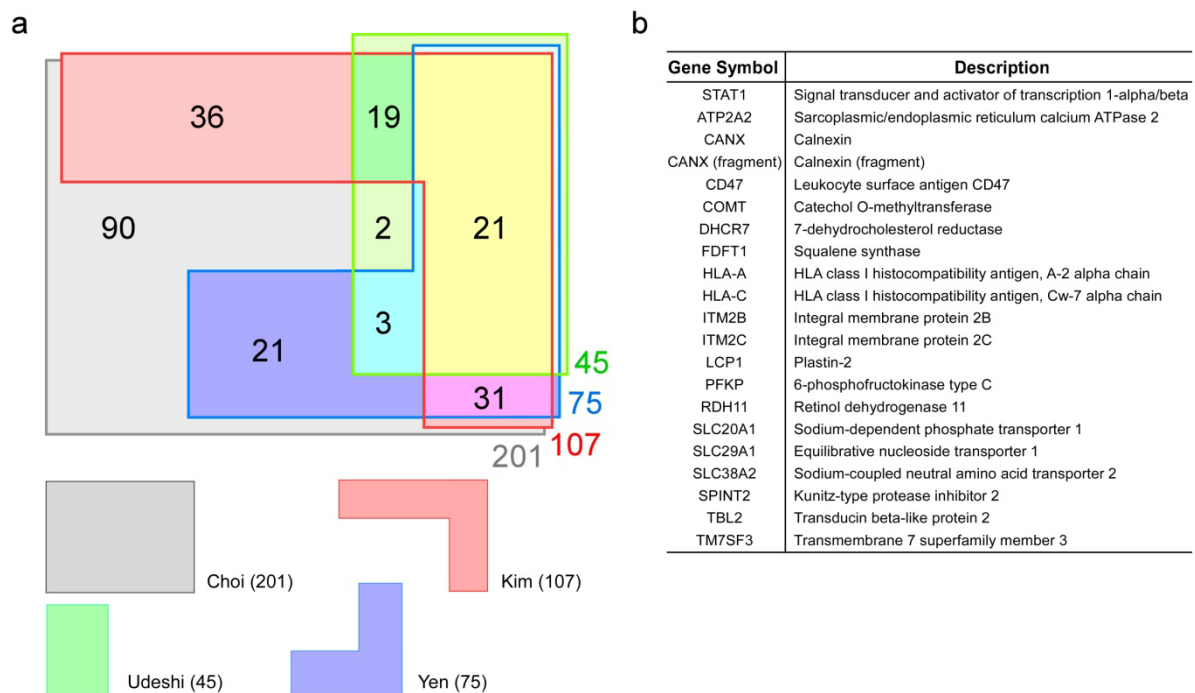 a
36
19
90
2
21
3
21
45
31
75
107
201
Choi (201)
Kim (107)
Udeshi (45)
Yen (75)
b
Gene Symbol Description
STAT1 Signal transducer and activator of transcription 1-alpha/beta
ATP2A2 Sarcoplasmic/endoplasmic reticulum calcium ATPase 2
CANX Calnexin
CANX (fragment) Calnexin (fragment)
CD47 Leukocyte surface antigen CD47
COMT Catechol O-methyltransferase
DHCR7 7-dehydrocholesterol reductase
FDFT1 Squalene synthase
HLA-A HLA class I histocompatibility antigen, A-2 alpha chain
HLA-C HLA class I histocompatibility antigen, Cw-7 alpha chain
ITM2B Integral membrane protein 2B
ITM2C Integral membrane protein 2C
LCP1 Plastin-2
PFKP 6-phosphofructokinase type C
RDH11 Retinol dehydrogenase 11
SLC20A1 Sodium-dependent phosphate transporter 1
SLC29A1 Equilibrative nucleoside transporter 1
SLC38A2 Sodium-coupled neutral amino acid transporter 2
SPINT2 Kunitz-type protease inhibitor 2
TBL2 Transducin beta-like protein 2
TM7SF3 Transmembrane 7 superfamily member 3